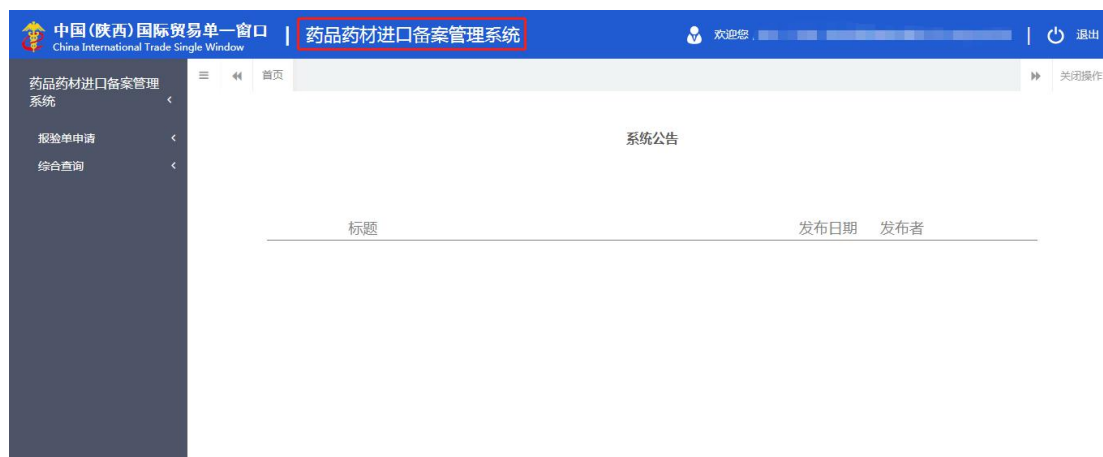 中国(陕西)国际贸易单一窗口 | 药品药材进口备案管理系统
欢迎您, | 退出
China International Trade Single Window
药品药材进口备案管理
系统
首页
关闭操作
报验单申请
综合查询
系统公告
标题 发布日期 发布者